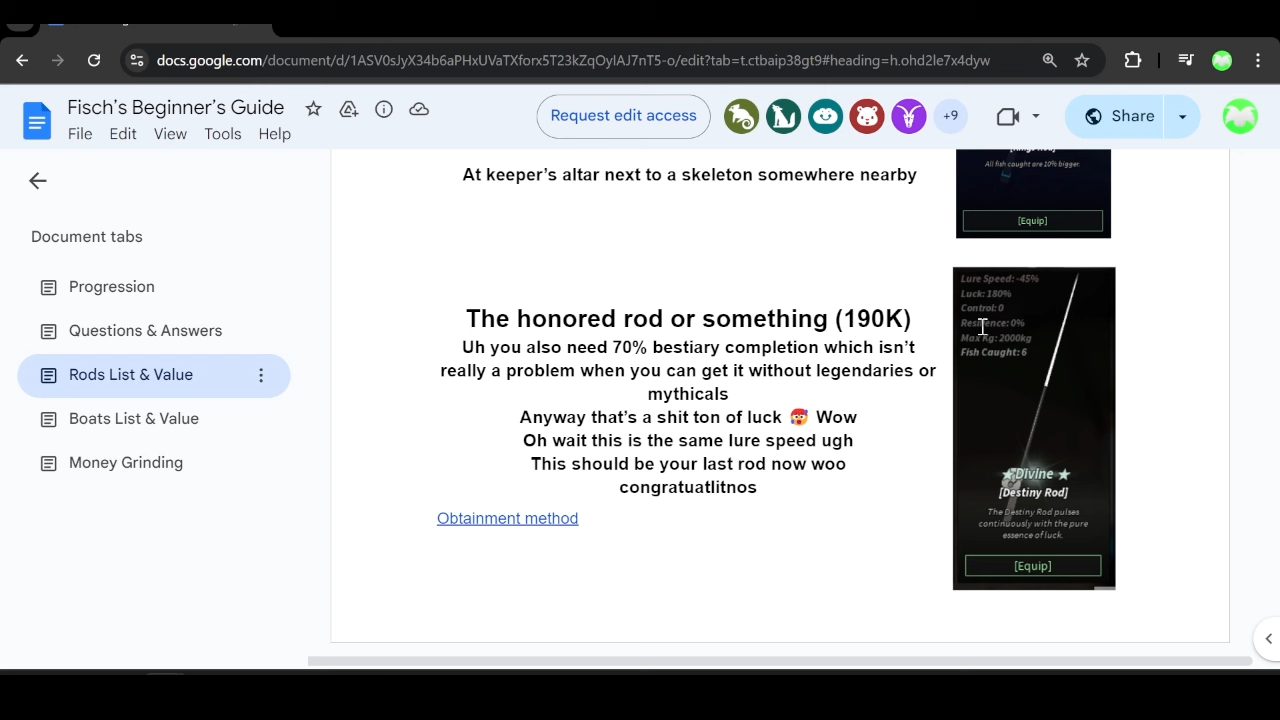 docs.google.com/document/d/1ASV0sJyX34b6aPHxUVaTXforx5T23kZqOyIAJ7nT5-o/edit?tab=t.ctbaip38gt9#heading=h.ohd2le7x4dyw
Fisch's Beginner's Guide
File Edit View Tools Help
Request edit access
+9
Share
Document tabs
Progression
Questions & Answers
Rods List & Value
Boats List & Value
Money Grinding
At keeper's altar next to a skeleton somewhere nearby
All fish caught are 10% bigger.
[Equip]
The honored rod or something (190K)
Uh you also need 70% bestiary completion which isn't
really a problem when you can get it without legendaries or
mythicals
Anyway that's a shit ton of luck 🥵 Wow
Oh wait this is the same lure speed ugh
This should be your last rod now woo
congratuatlitnos
Obtainment method
Lure Speed: -45%
Luck: 180%
Control: 0
Resilience: 0%
Max Kg: 2000kg
Fish Caught: 6
★Divine ★
[Destiny Rod]
The Destiny Rod pulses
continuously with the pure
essence of luck.
[Equip]